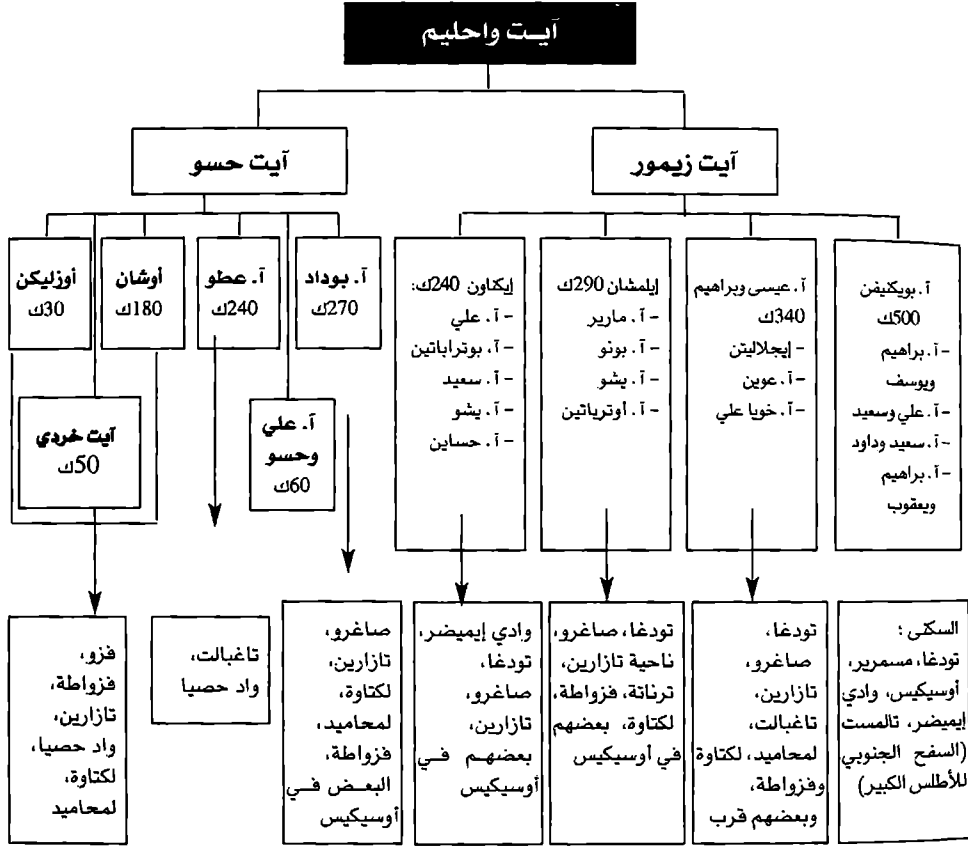 آيت واحليم
آيت زيمور
آيت حسو
آ. بويكنيفن
500ك
-آ. براهيم
ويوسف
-آ. علي وسعيد
-آ. سعيد وداود
-آ. براهيم
ويعقوب
آ. عيسى وبراهيم
340ك
- إيجلاليتن
-آ. عوين
-آ. خويا علي
إيلمشان 290ك
-آ. مارير
-آ. بونو
-آ. يشو
-آ. أوترياتين
إيكناون 240ك:
-آ. علي
-آ. بوتراباتين
-آ. سعيد
-آ. يشو
-آ. حساين
آ. بوداد
270ك
آ. عطو
240ك
أوشان
180ك
أوزليكن
30ك
آ. علي
وحسو
60ك
آيت خردي
50ك
السكنى :
تودغا، مسمرير،
أوسيكيس، وادي
إيميضر، تالمست
(السفح الجنوبي
للأطلس الكبير)
تودغا،
صاغرو،
تازارين،
تاغبالت،
لمحاميد، لكتاوة
وفزواطة،
وبعضهم قرب
تودغا، صاغرو،
ناحية تازارين،
ترناتة، فزواطة،
لكتاوة، بعضهم
في أوسيكيس
وادي إيميضر،
تودغا،
صاغرو،
تازارين،
بعضهم في
أوسيكيس
صاغرو،
تازارين،
لكتاوة،
لمحاميد،
فزواطة،
البعض في
أوسيكيس
تاغبالت،
واد حصيا
فزو،
فزواطة،
تازارين،
واد حصيا،
لكتاوة،
لمحاميد